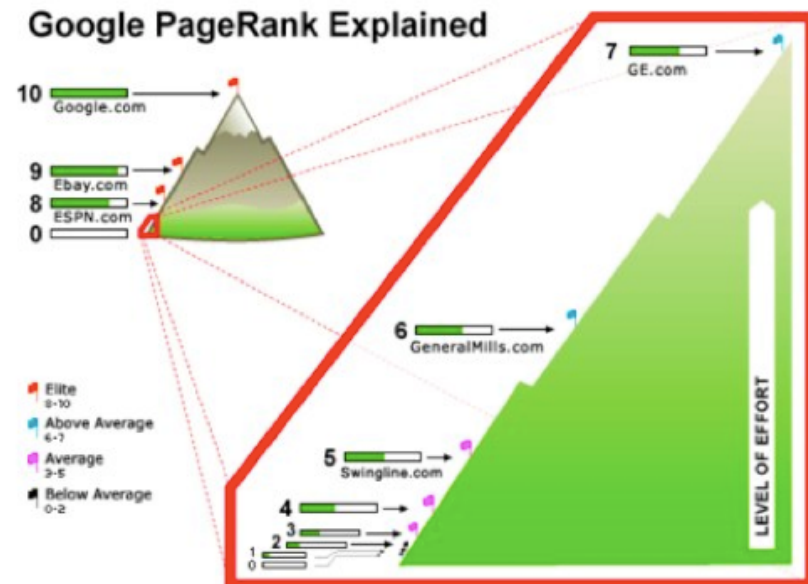 Google PageRank Explained
10
Google.com
9
Ebay.com
8
ESPN.com
0
Elite
8-10
Above Average
6-7
Average
3-5
Below Average
0-2
7
GE.com
6
GeneralMills.com
5
Swingline.com
4
3
2
1
0
LEVEL OF EFFORT